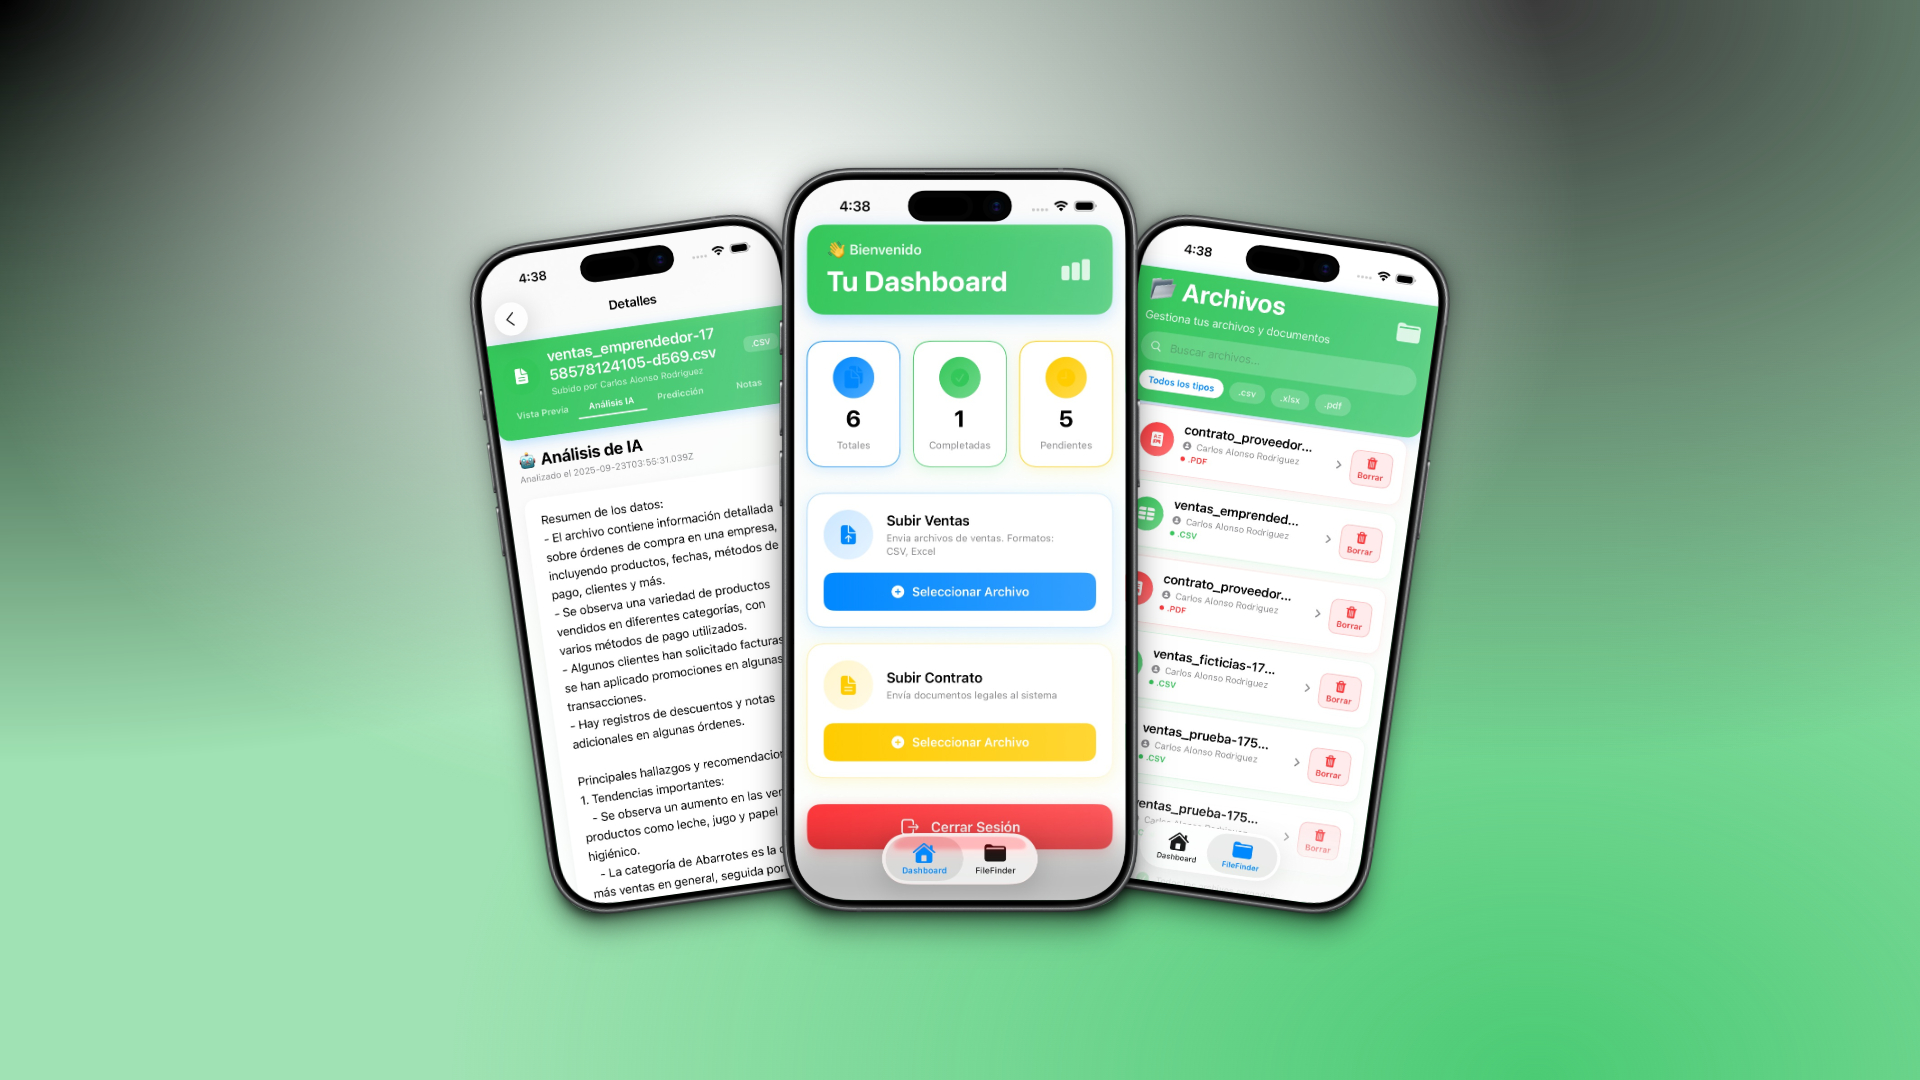 4:38
Detalles
ventas_emprendedor-17
58578124105-d569.csv
.CSV
Subido por Carlos Alonso Rodriguez
Vista Previa
Análisis IA
Predicción
Notas
🤖 Análisis de IA
Analizado el 2025-09-23T03:55:31.039Z
Resumen de los datos:
- El archivo contiene información detallada
sobre órdenes de compra en una empresa,
incluyendo productos, fechas, métodos de
pago, clientes y más.
- Se observa una variedad de productos
vendidos en diferentes categorías, con
varios métodos de pago utilizados.
- Algunos clientes han solicitado facturas
se han aplicado promociones en algunas
transacciones.
- Hay registros de descuentos y notas
adicionales en algunas órdenes.
Principales hallazgos y recomendacion
1. Tendencias importantes:
- Se observa un aumento en las ven
productos como leche, jugo y papel
higiénico.
- La categoría de Abarrotes es la
más ventas en general, seguida por
4:38
👋 Bienvenido
Tu Dashboard
6
Totales
1
Completadas
5
Pendientes
Subir Ventas
Envía archivos de ventas. Formatos:
CSV, Excel
Seleccionar Archivo
Subir Contrato
Envía documentos legales al sistema
Seleccionar Archivo
Cerrar Sesión
Dashboard
FileFinder
4:38
📁 Archivos
Gestiona tus archivos y documentos
Buscar archivos...
Todos los tipos
.csv
.xlsx
.pdf
contrato_proveedor...
Carlos Alonso Rodriguez
.PDF
Borrar
ventas_emprended...
Carlos Alonso Rodriguez
.CSV
Borrar
contrato_proveedor...
Carlos Alonso Rodriguez
.PDF
Borrar
ventas_ficticias-17...
Carlos Alonso Rodriguez
.CSV
Borrar
ventas_prueba-175...
Carlos Alonso Rodriguez
.CSV
Borrar
ventas_prueba-175...
Borrar
Dashboard
FileFinder